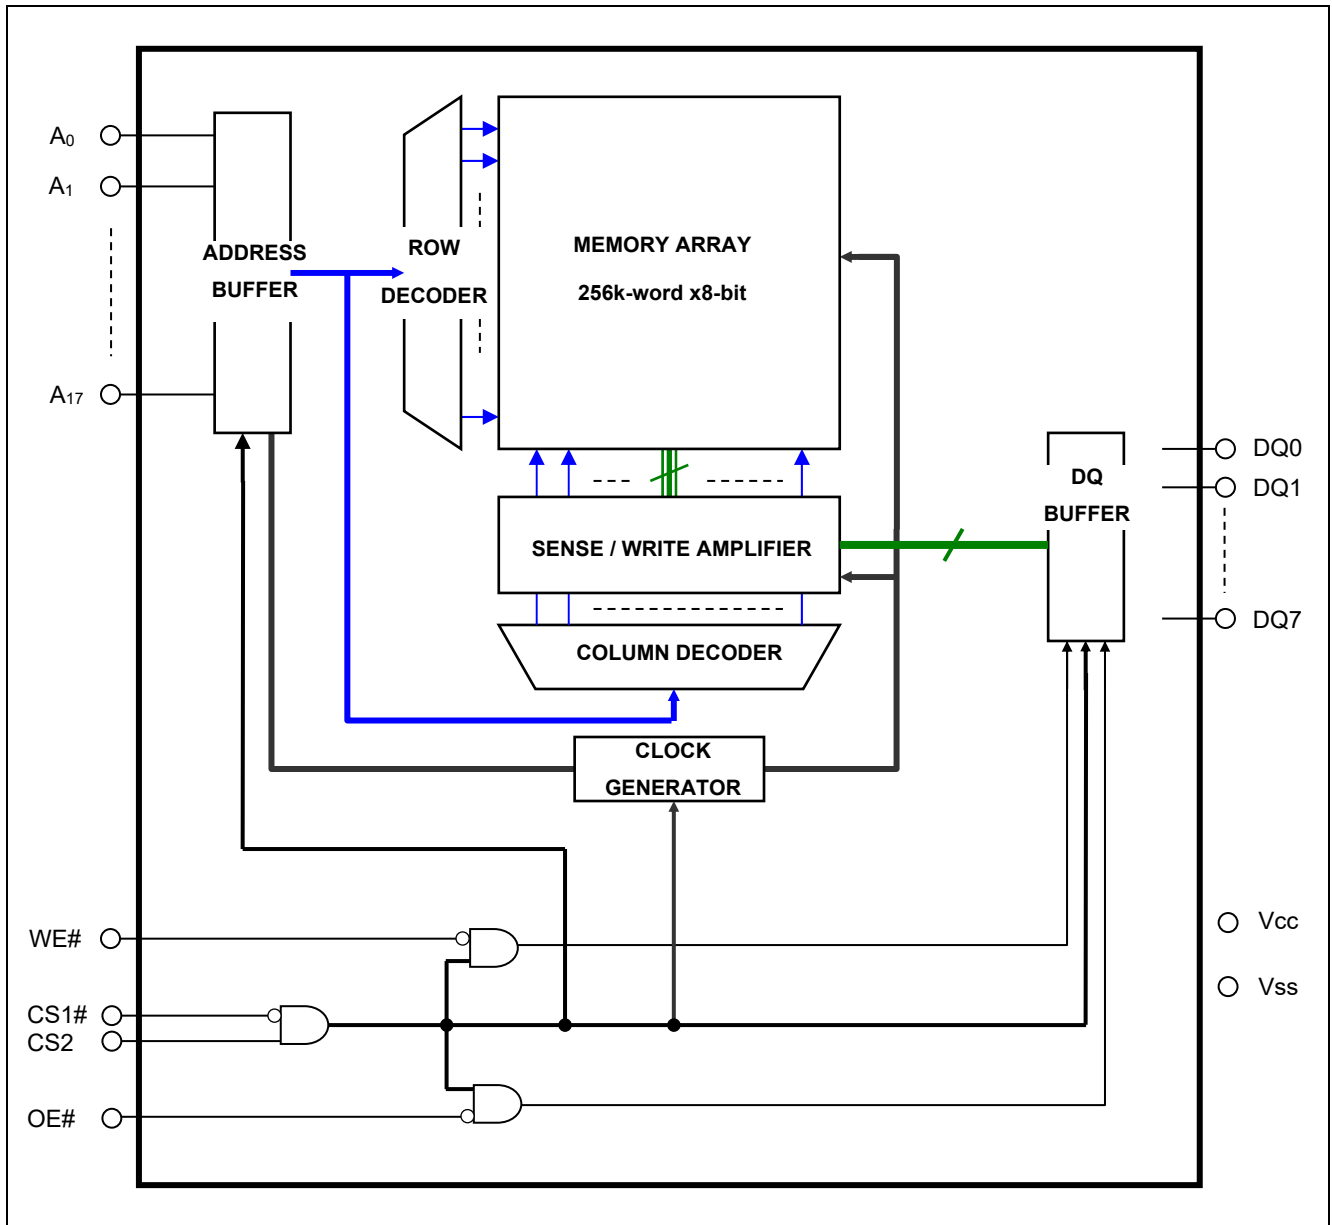 A0
A1
A17
ADDRESS
BUFFER
ROW
DECODER
MEMORY ARRAY
256k-word x8-bit
SENSE / WRITE AMPLIFIER
COLUMN DECODER
CLOCK
GENERATOR
DQ
BUFFER
DQ0
DQ1
DQ7
WE#
CS1#
CS2
OE#
Vcc
Vss